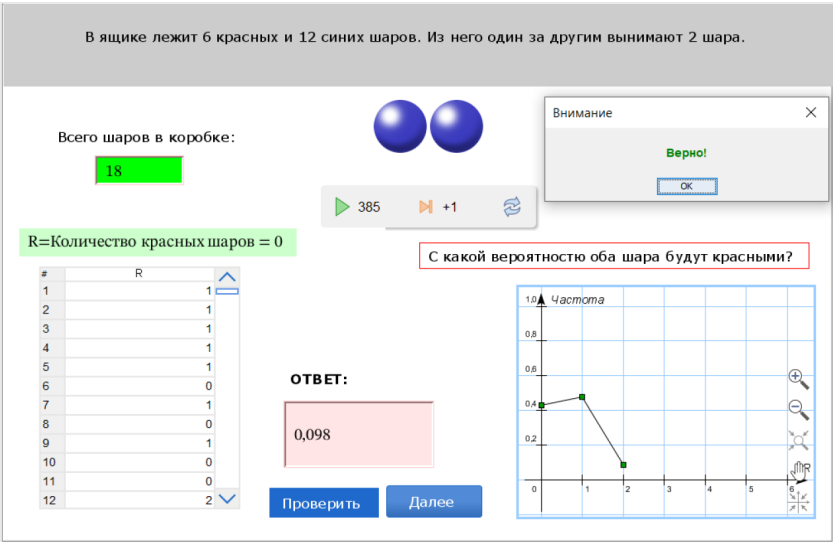 В ящике лежит 6 красных и 12 синих шаров. Из него один за другим вынимают 2 шара.
Внимание
Верно!
ОК
Всего шаров в коробке:
18
385 +1
R=Количество красных шаров = 0
С какой вероятностю оба шара будут красными?
# R
1 1
2 1
3 1
4 1
5 1
6 0
7 1
8 0
9 1
10 0
11 0
12 2
ОТВЕТ:
0,098
Проверить
Далее
1,0 Частота
0,8
0,6
0,4
0,2
R
0 1 2 3 4 5 6